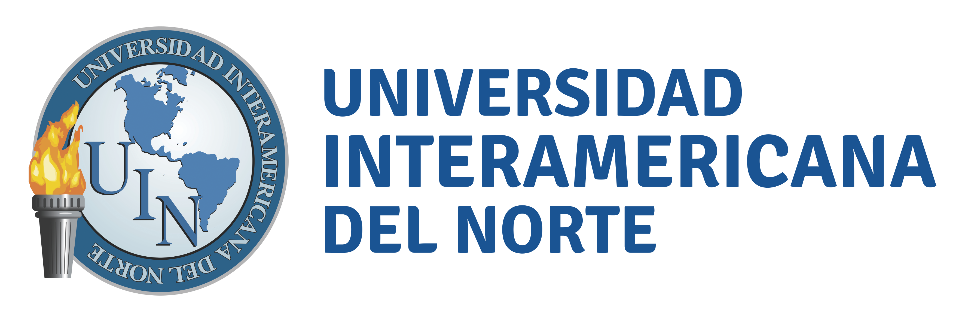 UNIVERSIDAD INTERAMERICANA DEL NORTE
UIN
UNIVERSIDAD
INTERAMERICANA
DEL NORTE